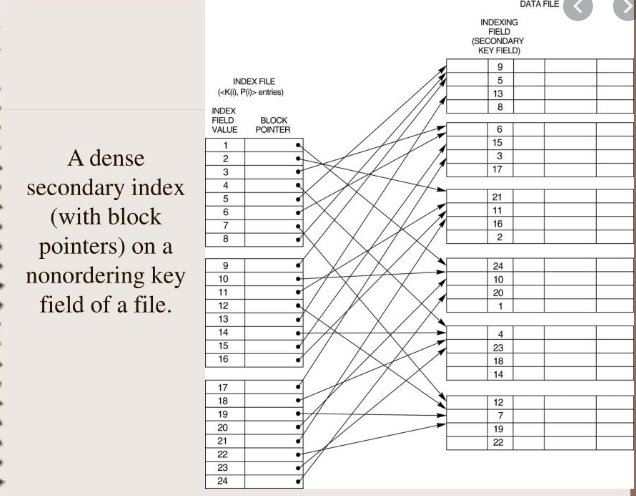 A dense
secondary index
(with block
pointers) on a
nonordering key
field of a file.
INDEX FILE
(<K(i), P(i)> entries)
INDEX
FIELD
VALUE
BLOCK
POINTER
1
2
3
4
5
6
7
8
9
10
11
12
13
14
15
16
17
18
19
20
21
22
23
24
DATA FILE
INDEXING
FIELD
(SECONDARY
KEY FIELD)
9
5
13
8
6
15
3
17
21
11
16
2
24
10
20
1
4
23
18
14
12
7
19
22